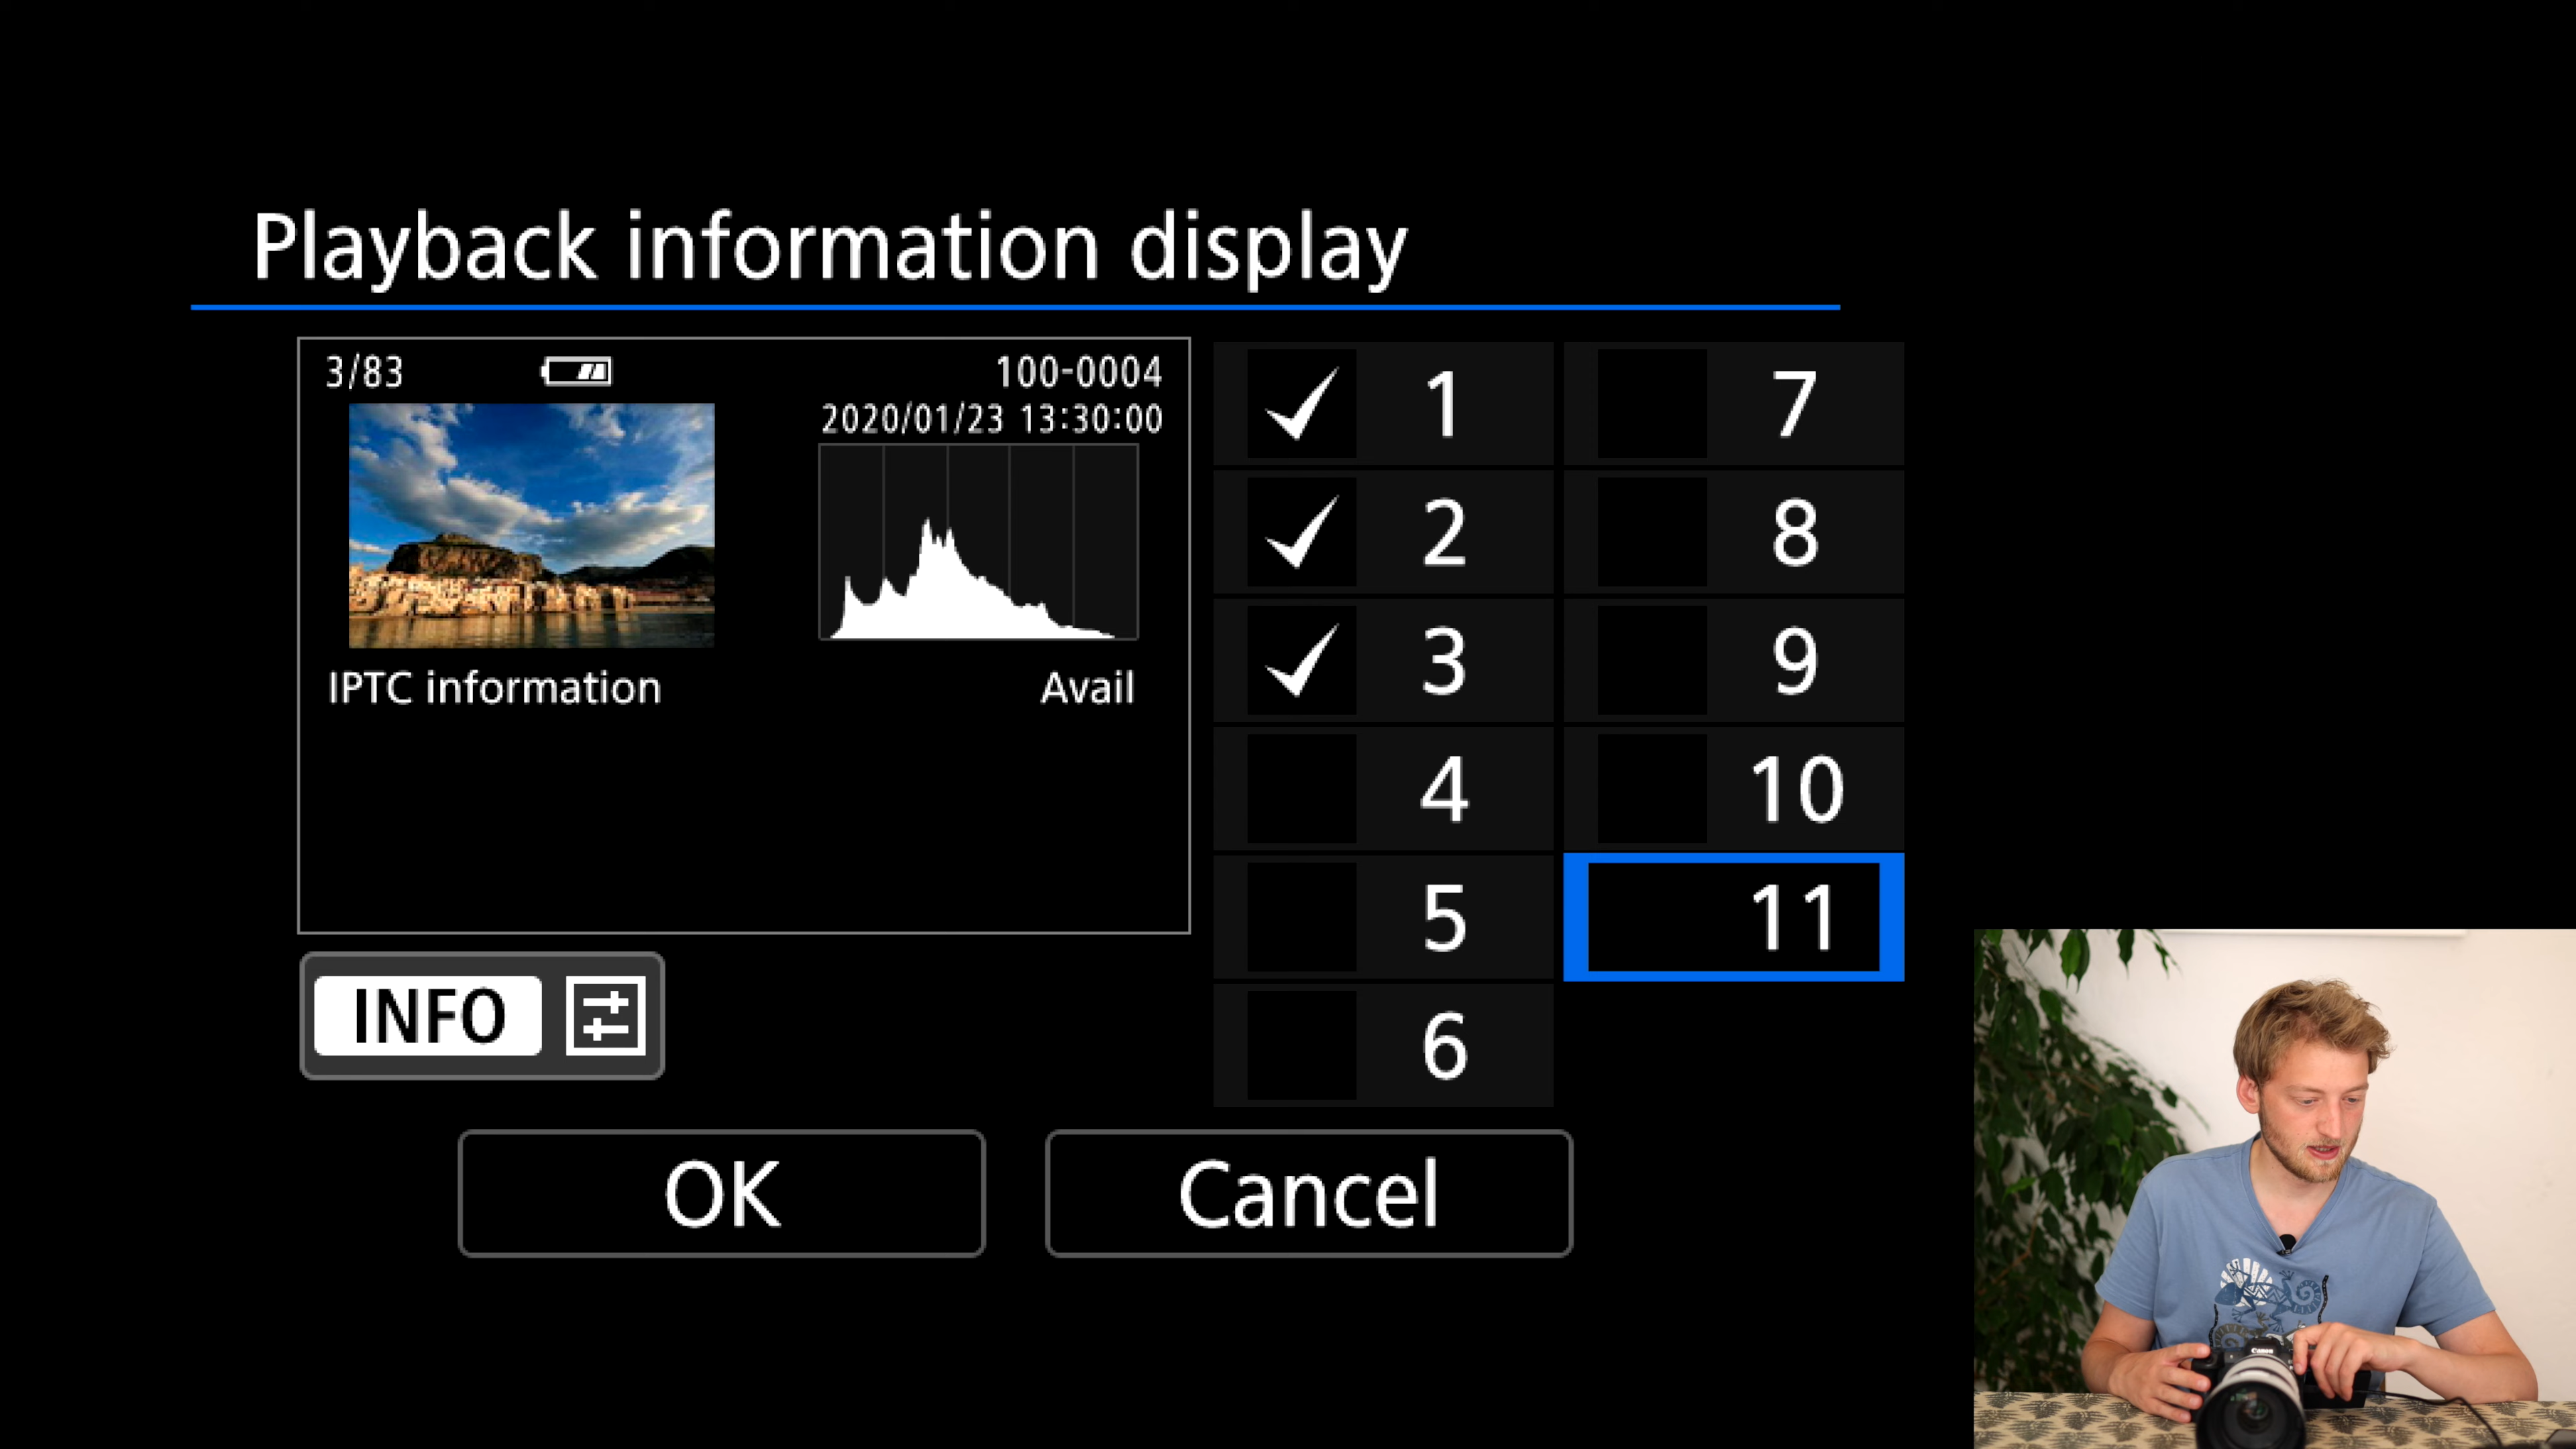 Playback information display
3/83
100-0004
2020/01/23 13:30:00
IPTC information Avail
1
2
3
4
5
6
7
8
9
10
11
INFO
OK
Cancel
Canon